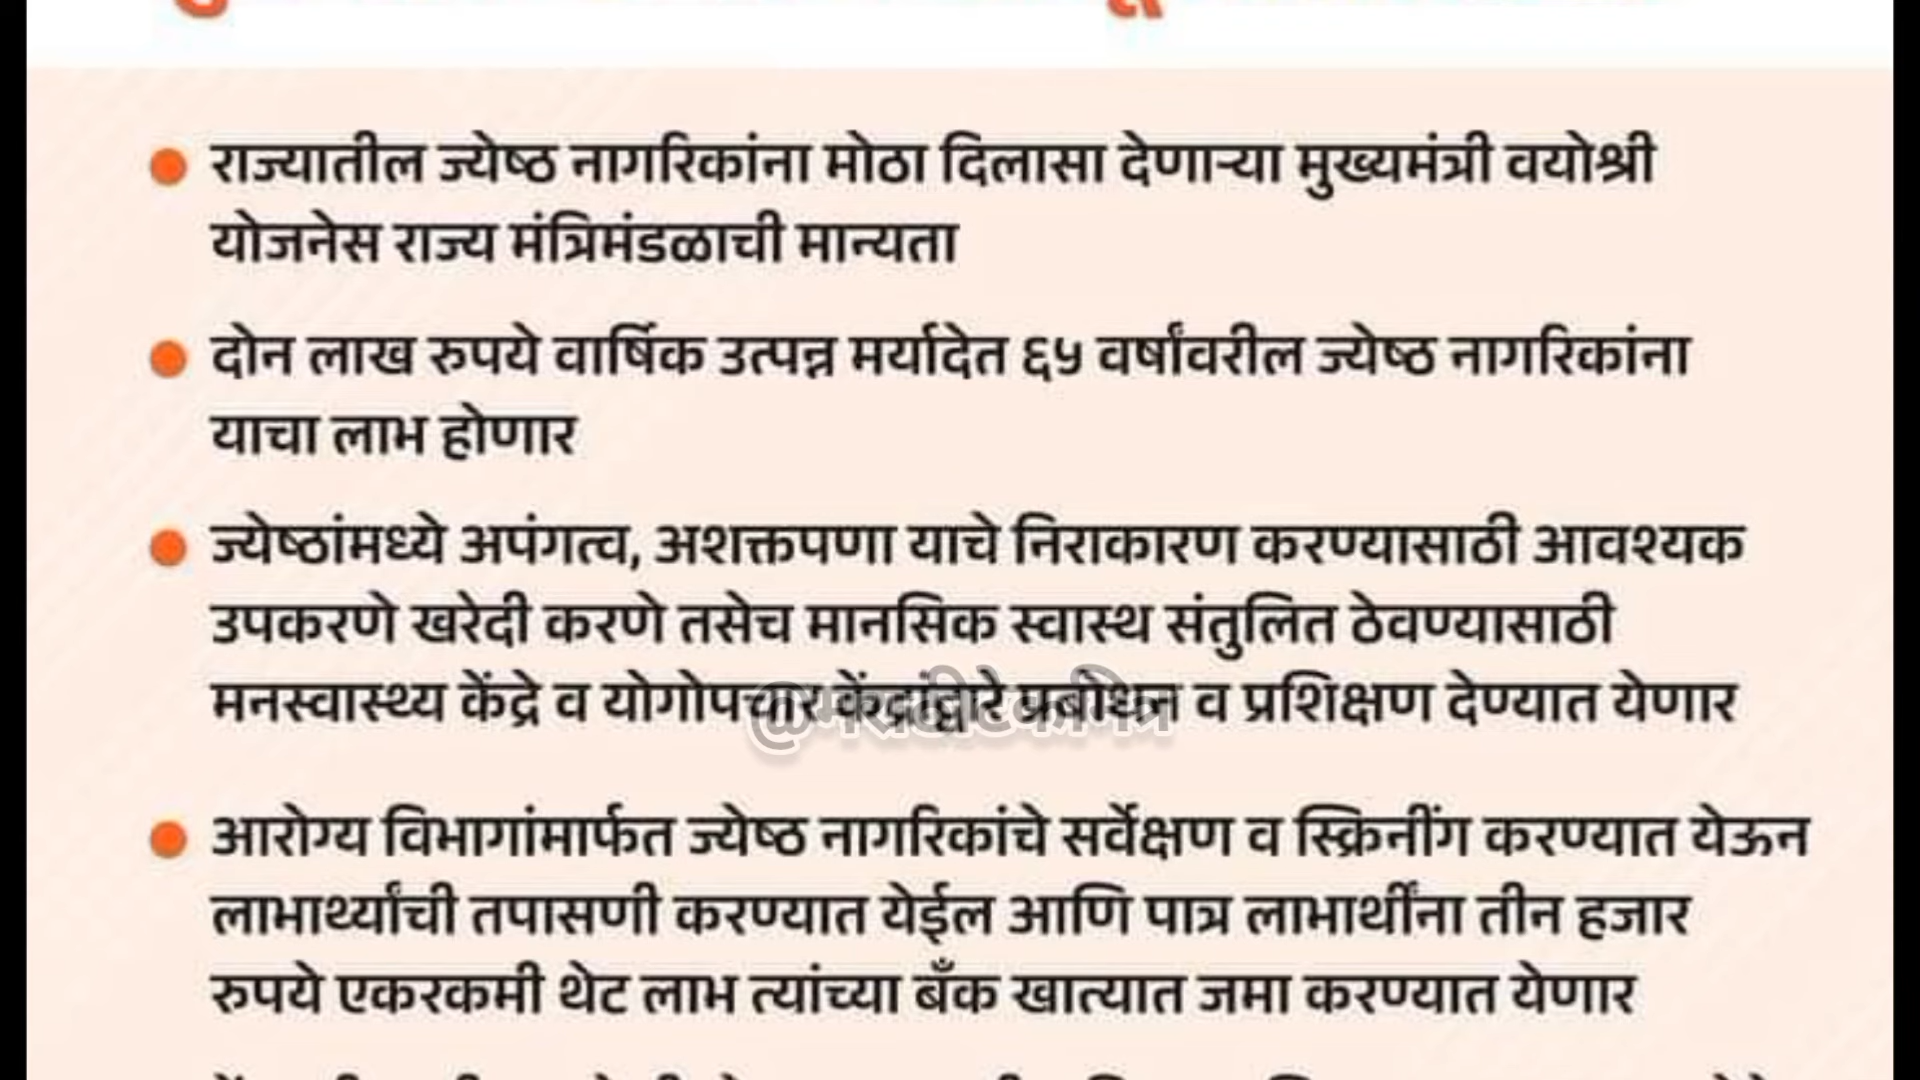 राज्यातील ज्येष्ठ नागरिकांना मोठा दिलासा देणाऱ्या मुख्यमंत्री वयोश्री
योजनेस राज्य मंत्रिमंडळाची मान्यता
दोन लाख रुपये वार्षिक उत्पन्न मर्यादेत ६५ वर्षांवरील ज्येष्ठ नागरिकांना
याचा लाभ होणार
ज्येष्ठांमध्ये अपंगत्व, अशक्तपणा याचे निराकारण करण्यासाठी आवश्यक
उपकरणे खरेदी करणे तसेच मानसिक स्वास्थ संतुलित ठेवण्यासाठी
मनस्वास्थ्य केंद्रे व योगोपचार केंद्रांद्वारे प्रबोधन व प्रशिक्षण देण्यात येणार
आरोग्य विभागांमार्फत ज्येष्ठ नागरिकांचे सर्वेक्षण व स्क्रिनींग करण्यात येऊन
लाभार्थ्यांची तपासणी करण्यात येईल आणि पात्र लाभार्थींना तीन हजार
रुपये एकरकमी थेट लाभ त्यांच्या बँक खात्यात जमा करण्यात येणार